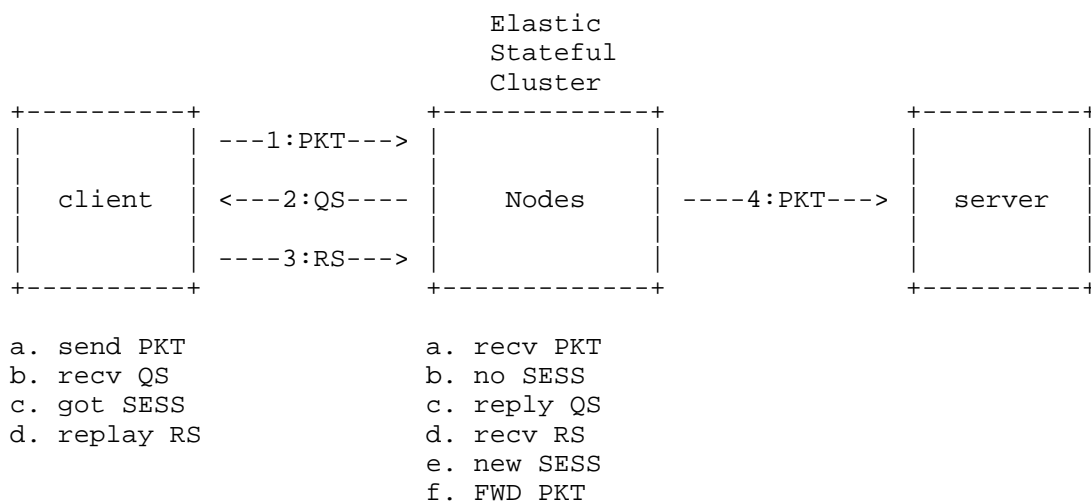 Elastic
Stateful
Cluster
+----------+ +-------------+ +----------+
| | ---1:PKT---> | | | |
| | | | | |
| client | <---2:QS---- | Nodes | ----4:PKT---> | server |
| | | | | |
| | ----3:RS---> | | | |
+----------+ +-------------+ +----------+
a. send PKT a. recv PKT
b. recv QS b. no SESS
c. got SESS c. reply QS
d. replay RS d. recv RS
e. new SESS
f. FWD PKT